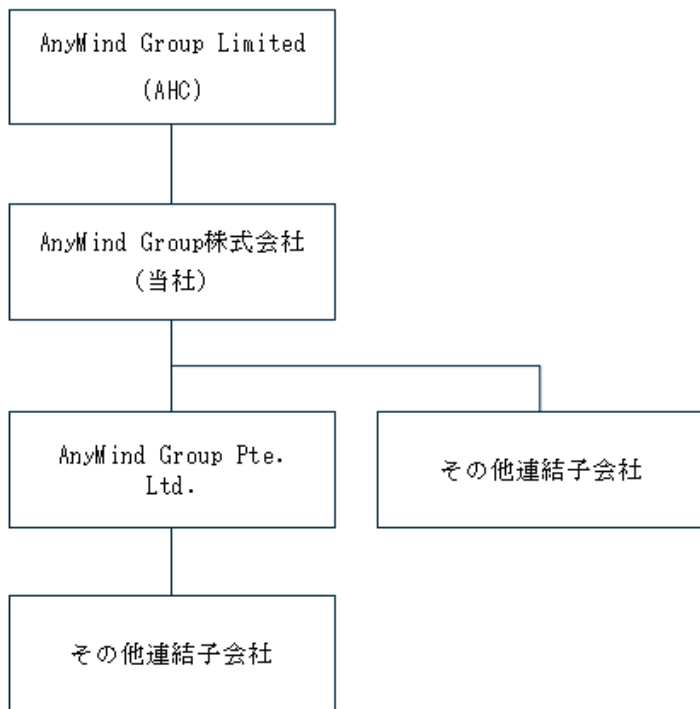 AnyMind Group Limited
(AHC)
AnyMind Group株式会社
(当社)
AnyMind Group Pte.
Ltd.
その他連結子会社
その他連結子会社